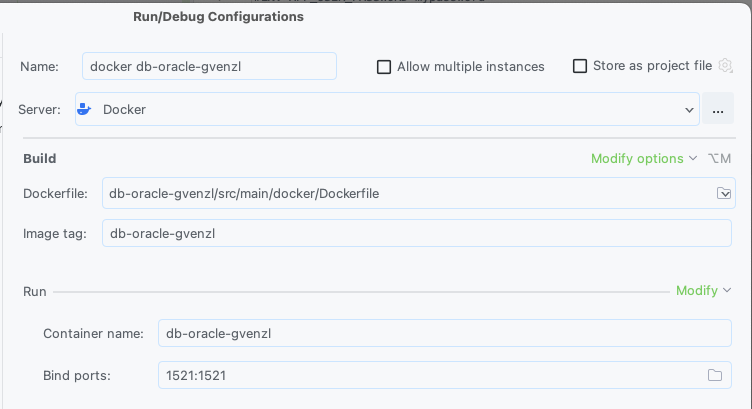 Run/Debug Configurations
Name: docker db-oracle-gvenzl Allow multiple instances Store as project file
Server: Docker ...
Build Modify options ⌥M
Dockerfile: db-oracle-gvenzl/src/main/docker/Dockerfile
Image tag: db-oracle-gvenzl
Run Modify
Container name: db-oracle-gvenzl
Bind ports: 1521:1521